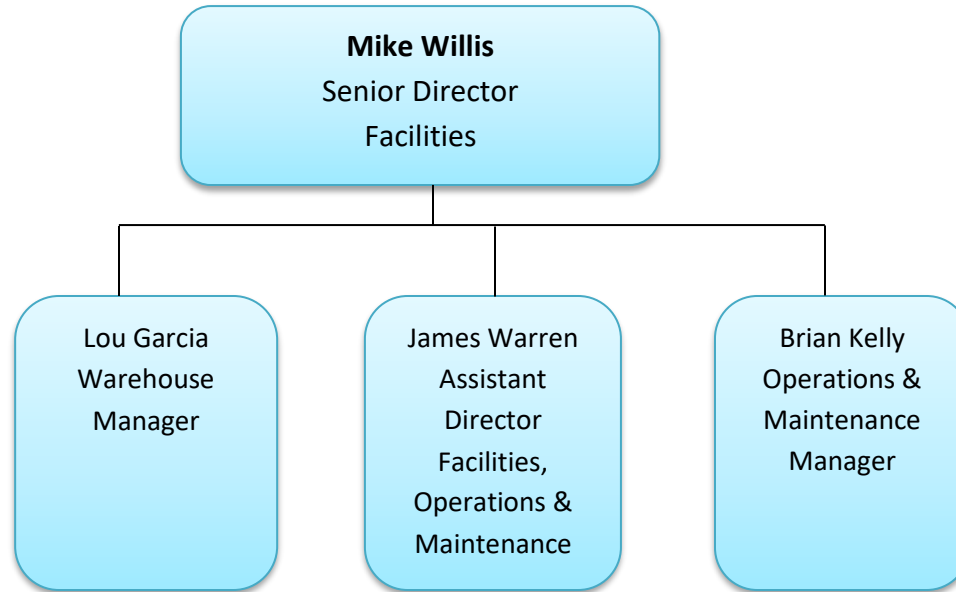 Mike Willis
Senior Director
Facilities
Lou Garcia
Warehouse
Manager
James Warren
Assistant
Director
Facilities,
Operations &
Maintenance
Brian Kelly
Operations &
Maintenance
Manager